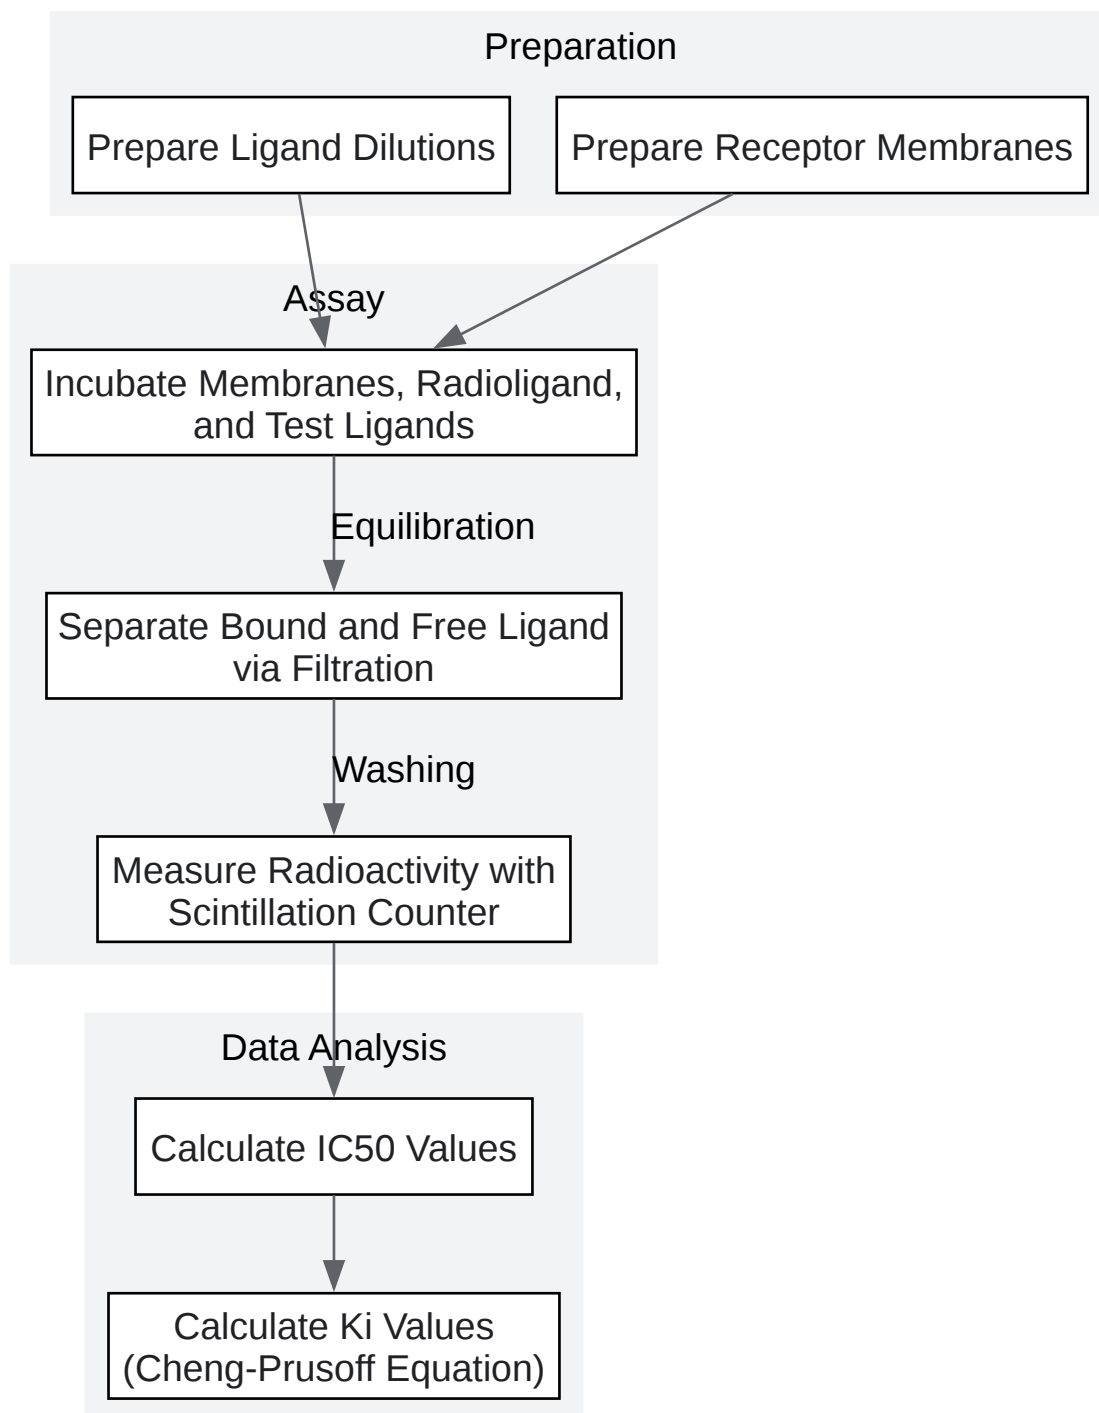 Preparation
Prepare Ligand Dilutions
Prepare Receptor Membranes
Assay
Incubate Membranes, Radioligand,
and Test Ligands
Equilibration
Separate Bound and Free Ligand
via Filtration
Washing
Measure Radioactivity with
Scintillation Counter
Data Analysis
Calculate IC50 Values
Calculate Ki Values
(Cheng-Prusoff Equation)